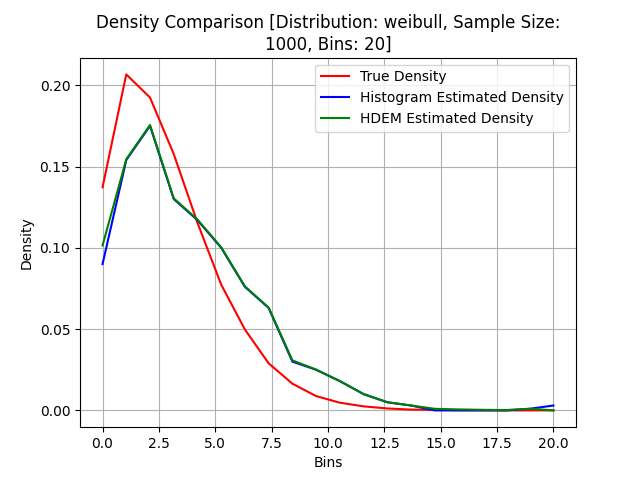 Density Comparison [Distribution: weibull, Sample Size:
1000, Bins: 20]
True Density
Histogram Estimated Density
HDEM Estimated Density
Density
0.20
0.15
0.10
0.05
0.00
0.0 2.5 5.0 7.5 10.0 12.5 15.0 17.5 20.0
Bins